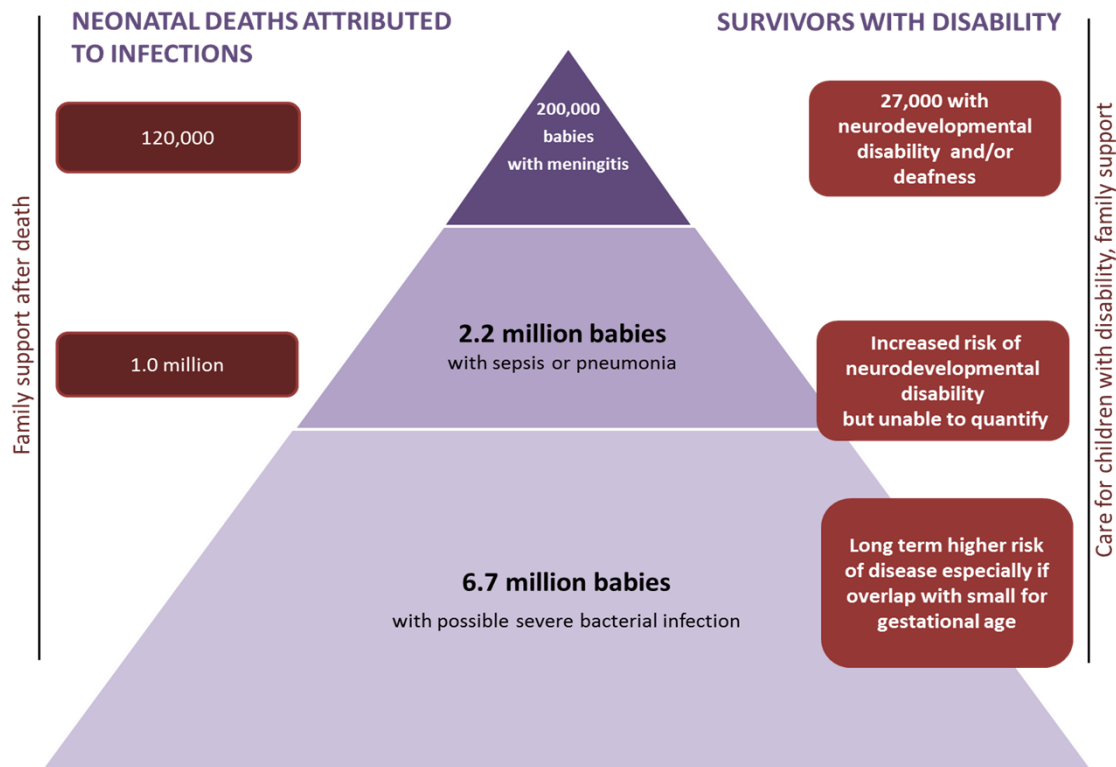 NEONATAL DEATHS ATTRIBUTED
TO INFECTIONS
SURVIVORS WITH DISABILITY
Family support after death
120,000
200,000
babies
with meningitis
27,000 with
neurodevelopmental
disability and/or
deafness
Care for children with disability, family support
1.0 million
2.2 million babies
with sepsis or pneumonia
Increased risk of
neurodevelopmental
disability
but unable to quantify
6.7 million babies
with possible severe bacterial infection
Long term higher risk
of disease especially if
overlap with small for
gestational age